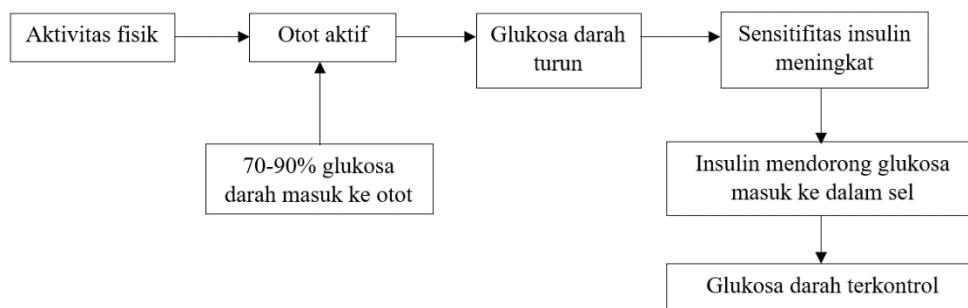 Aktivitas fisik
Otot aktif
Glukosa darah
turun
Sensitifitas insulin
meningkat
70-90% glukosa
darah masuk ke otot
Insulin mendorong glukosa
masuk ke dalam sel
Glukosa darah terkontrol